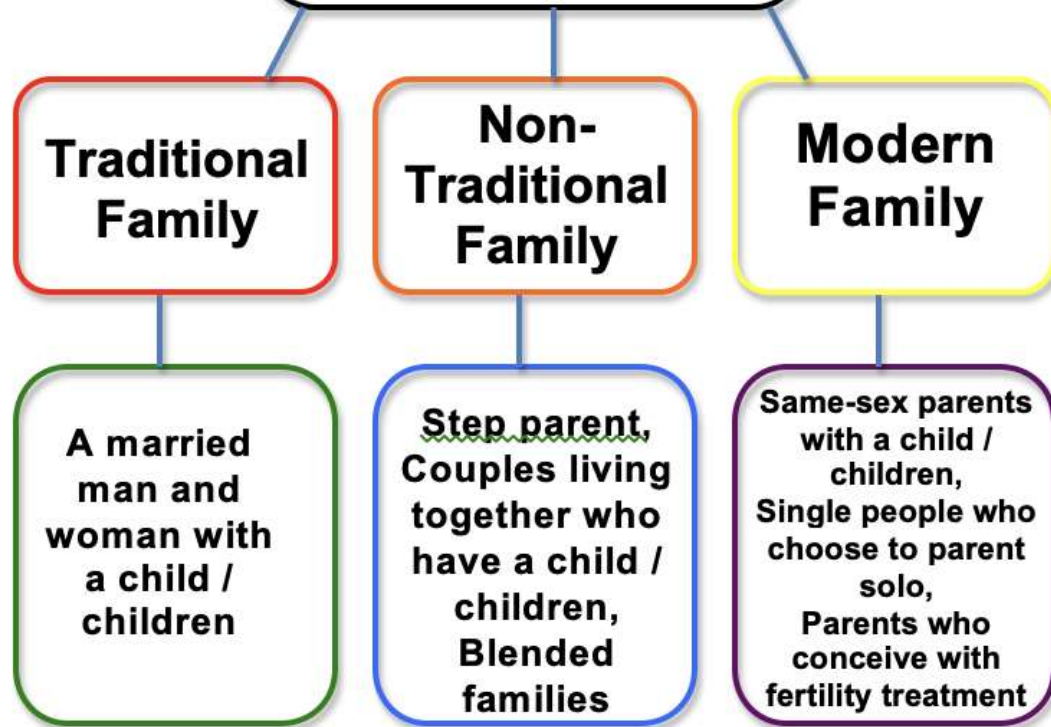 Traditional
Family
Non-
Traditional
Family
Modern
Family
A married
man and
woman with
a child /
children
Step parent,
Couples living
together who
have a child /
children,
Blended
families
Same-sex parents
with a child /
children,
Single people who
choose to parent
solo,
Parents who
conceive with
fertility treatment